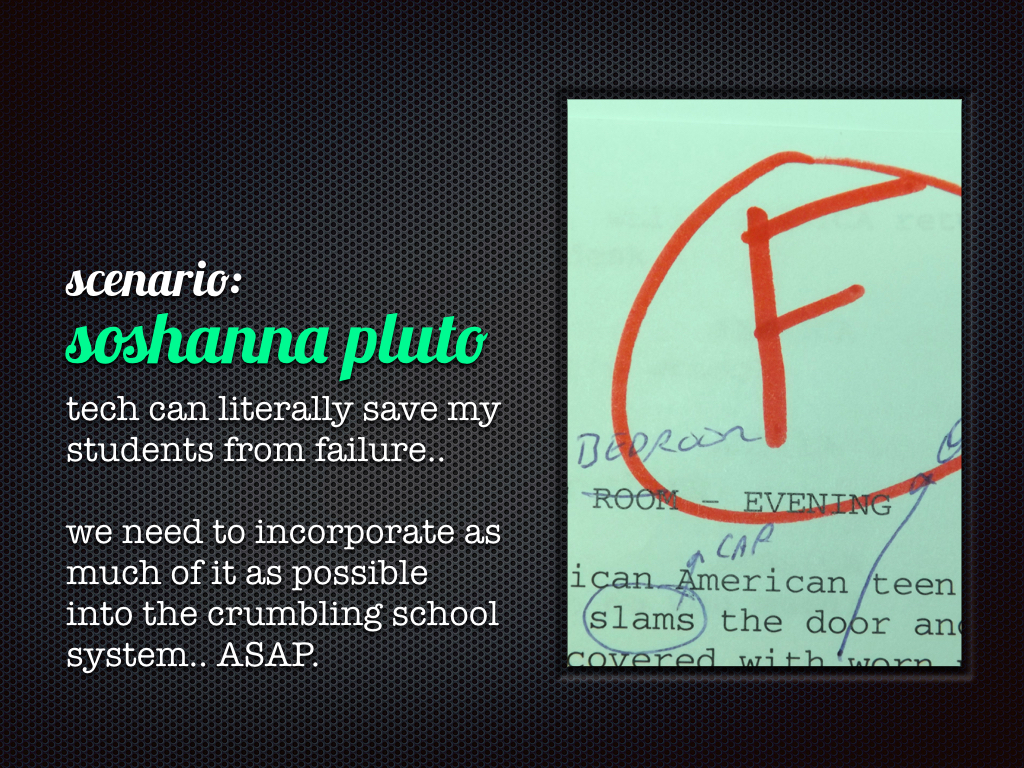 scenario:
soshanna pluto
tech can literally save my
students from failure..
we need to incorporate as
much of it as possible
into the crumbling school
system.. ASAP.
F
BEDROOM
ROOM - EVENING
CAP
ican American teen
slams the door and
covered with worn